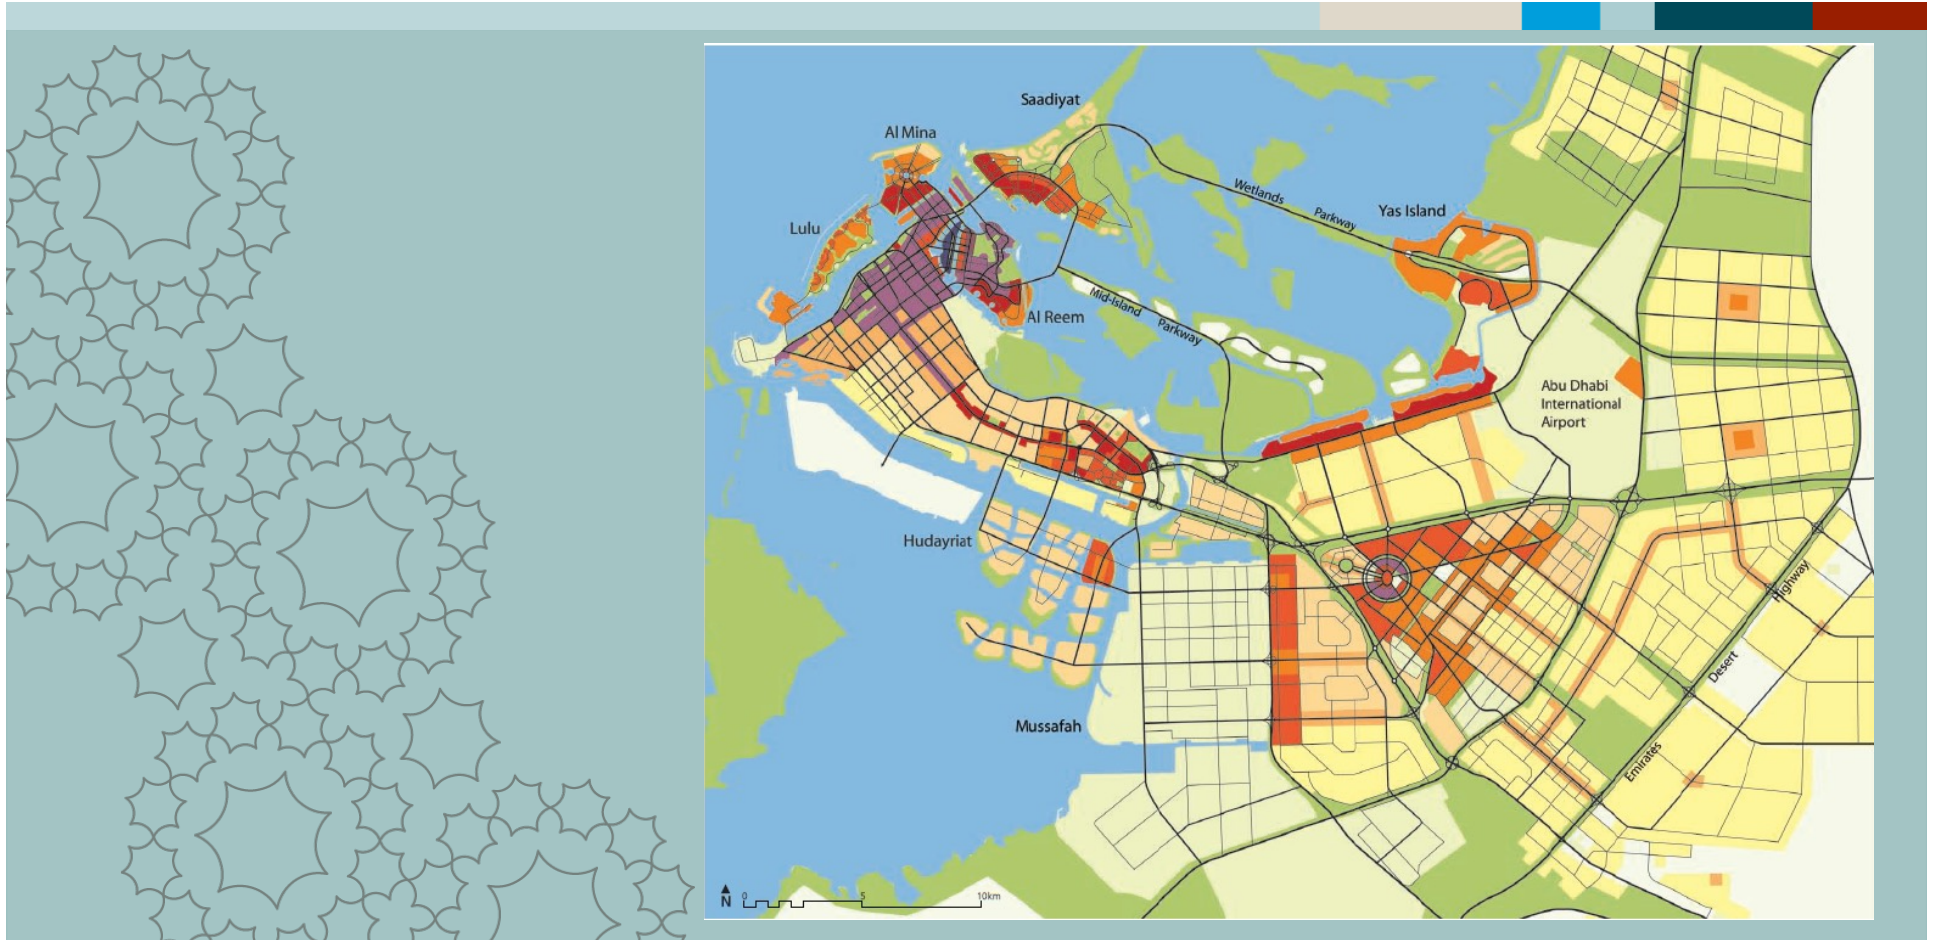 Saadiyat
Al Mina
Wetlands Parkway
Yas Island
Lulu
Mid-island Parkway
Al Reem
Abu Dhabi
International
Airport
Hudayriat
Mussafah
Emirates Desert Highway
N
0 5 10km